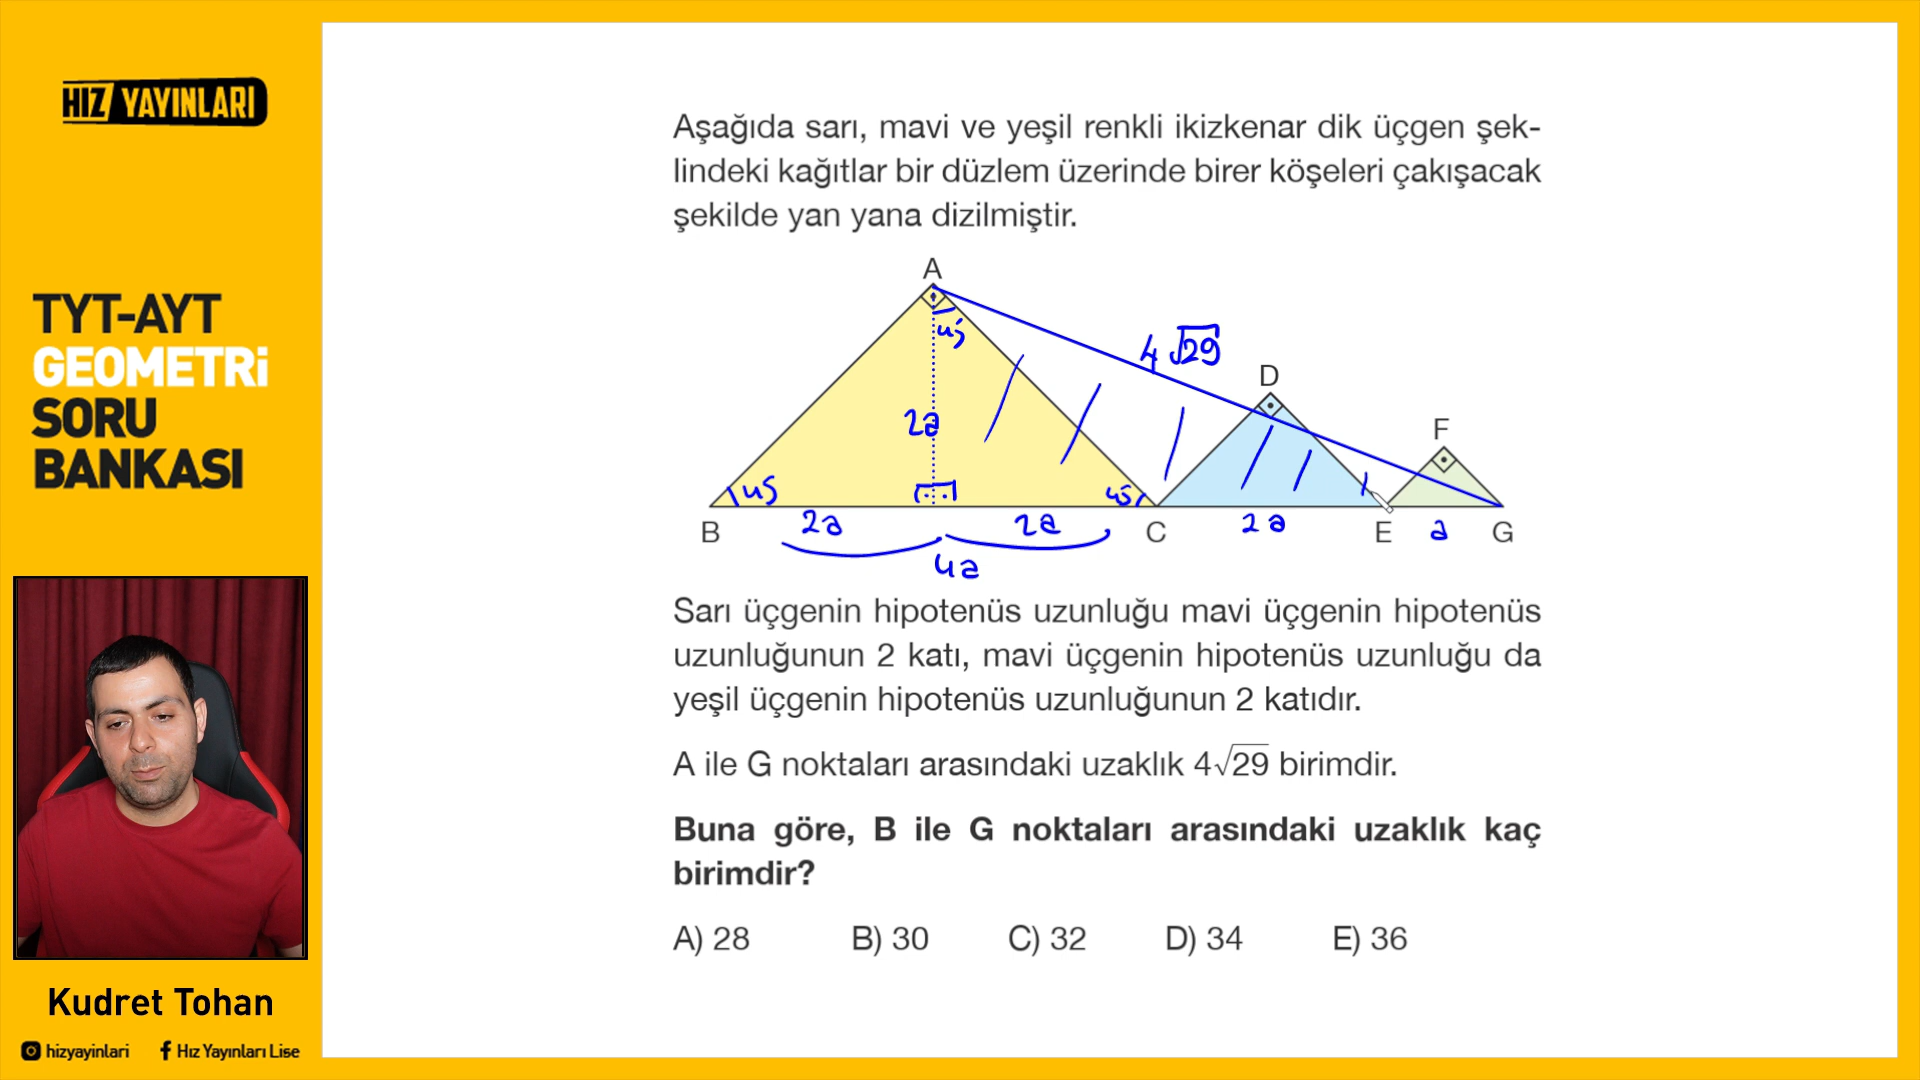 HIZ YAYINLARI
TYT-AYT
GEOMETRİ
SORU
BANKASI
Kudret Tohan
hizyayinlari
Hız Yayınları Lise
Aşağıda sarı, mavi ve yeşil renkli ikizkenar dik üçgen şek-
lindeki kağıtlar bir düzlem üzerinde birer köşeleri çakışacak
şekilde yan yana dizilmiştir.
A
45
4√29
D
2a
F
45
45
B
2a
2a
C
2a
E
a
G
4a
Sarı üçgenin hipotenüs uzunluğu mavi üçgenin hipotenüs
uzunluğunun 2 katı, mavi üçgenin hipotenüs uzunluğu da
yeşil üçgenin hipotenüs uzunluğunun 2 katıdır.
A ile G noktaları arasındaki uzaklık 4√29 birimdir.
Buna göre, B ile G noktaları arasındaki uzaklık kaç
birimdir?
A) 28 B) 30 C) 32 D) 34 E) 36